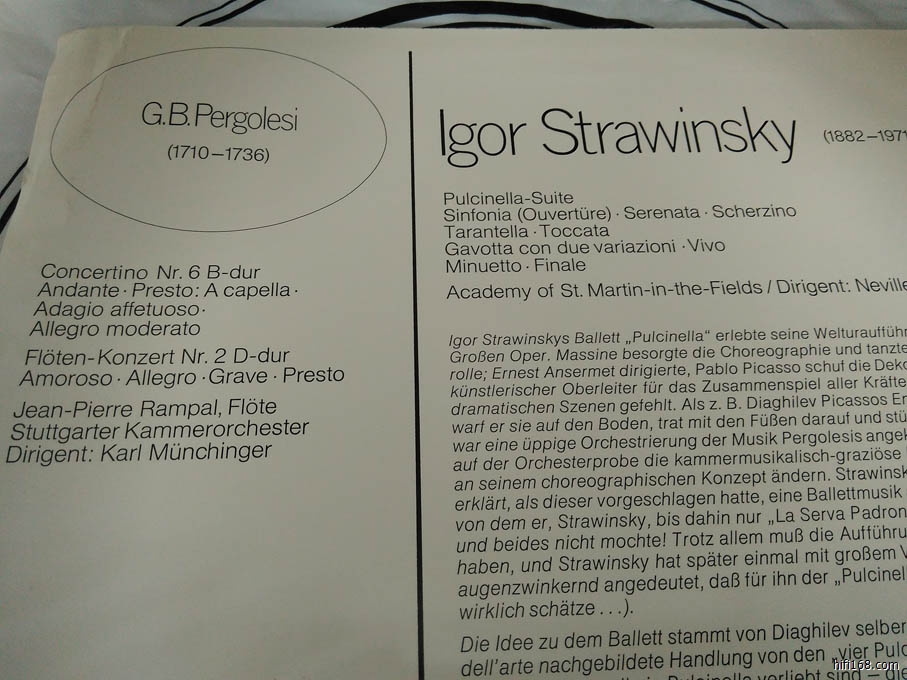 G.B.Pergolesi
(1710–1736)
Concertino Nr. 6 B-dur
Andante · Presto: A capella ·
Adagio affetuoso ·
Allegro moderato
Flöten-Konzert Nr. 2 D-dur
Amoroso · Allegro · Grave · Presto
Jean-Pierre Rampal, Flöte
Stuttgarter Kammerorchester
Dirigent: Karl Münchinger
Igor Strawinsky (1882–1971
Pulcinella-Suite
Sinfonia (Ouvertüre) · Serenata · Scherzino
Tarantella · Toccata
Gavotta con due variazioni · Vivo
Minuetto · Finale
Academy of St. Martin-in-the-Fields / Dirigent: Neville
Igor Strawinskys Ballett „Pulcinella“ erlebte seine Welturaufführ
Großen Oper. Massine besorgte die Choreographie und tanzte
rolle; Ernest Ansermet dirigierte, Pablo Picasso schuf die Deko
künstlerischer Oberleiter für das Zusammenspiel aller Kräfte
dramatischen Szenen gefehlt. Als z. B. Diaghilev Picassos En
warf er sie auf den Boden, trat mit den Füßen darauf und stü
war eine üppige Orchestrierung der Musik Pergolesis angek
auf der Orchesterprobe die kammermusikalisch-graziöse
an seinem choreographischen Konzept ändern. Strawinsk
erklärt, als dieser vorgeschlagen hatte, eine Ballettmusik
von dem er, Strawinsky, bis dahin nur „La Serva Padron
und beides nicht mochte! Trotz allem muß die Aufführu
haben, und Strawinsky hat später einmal mit großem V
augenzwinkernd angedeutet, daß für ihn der „Pulcinel
wirklich schätze . . .).
Die Idee zu dem Ballett stammt von Diaghilev selber
dell'arte nachgebildete Handlung von den „vier Pulc
in Pulcinella verliebt sind – die
hifi168.com